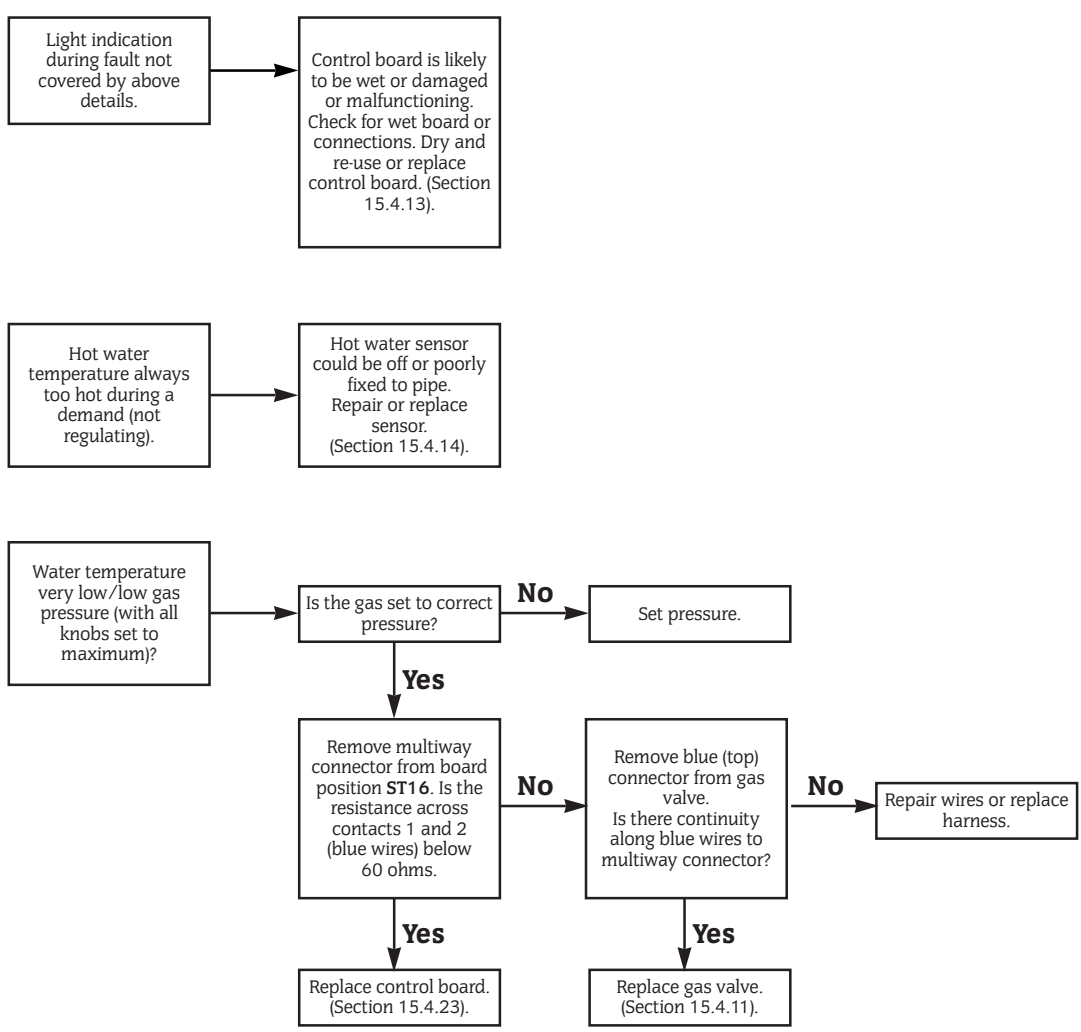 Light indication
during fault not
covered by above
details.
Control board is likely
to be wet or damaged
or malfunctioning.
Check for wet board or
connections. Dry and
re-use or replace
control board. (Section
15.4.13).
Hot water
temperature always
too hot during a
demand (not
regulating).
Hot water sensor
could be off or poorly
fixed to pipe.
Repair or replace
sensor.
(Section 15.4.14).
Water temperature
very low/low gas
pressure (with all
knobs set to
maximum)?
Is the gas set to correct
pressure?
No
Set pressure.
Yes
Remove multiway
connector from board
position ST16. Is the
resistance across
contacts 1 and 2
(blue wires) below
60 ohms.
No
Remove blue (top)
connector from gas
valve.
Is there continuity
along blue wires to
multiway connector?
No
Repair wires or replace
harness.
Yes
Yes
Replace control board.
(Section 15.4.23).
Replace gas valve.
(Section 15.4.11).